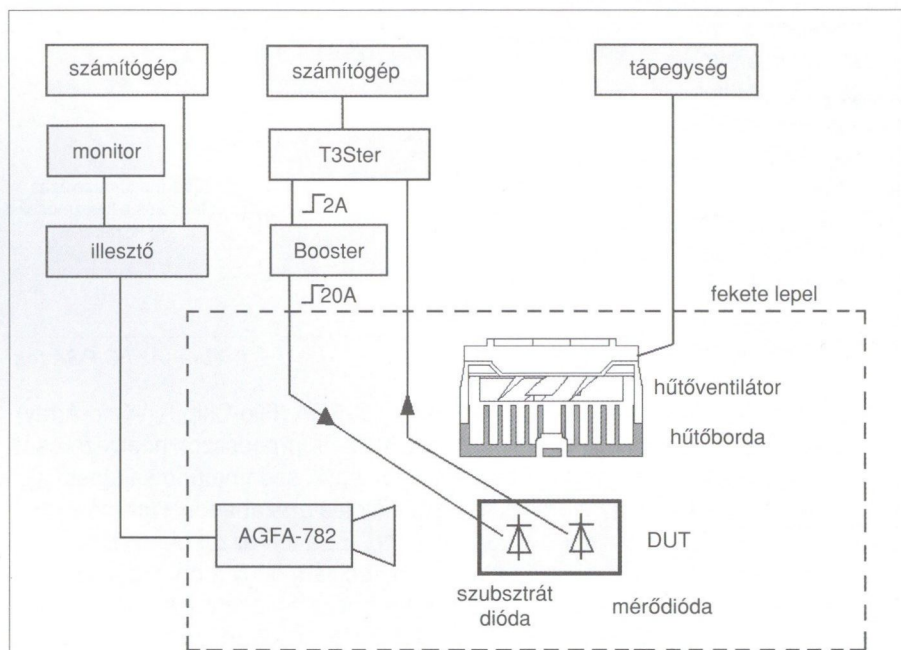 számítógép
számítógép
tápegység
monitor
T3Ster
2A
illesztő
Booster
20A
fekete lepel
hűtőventilátor
hűtőborda
AGFA-782
DUT
szubsztrát
dióda
mérődióda